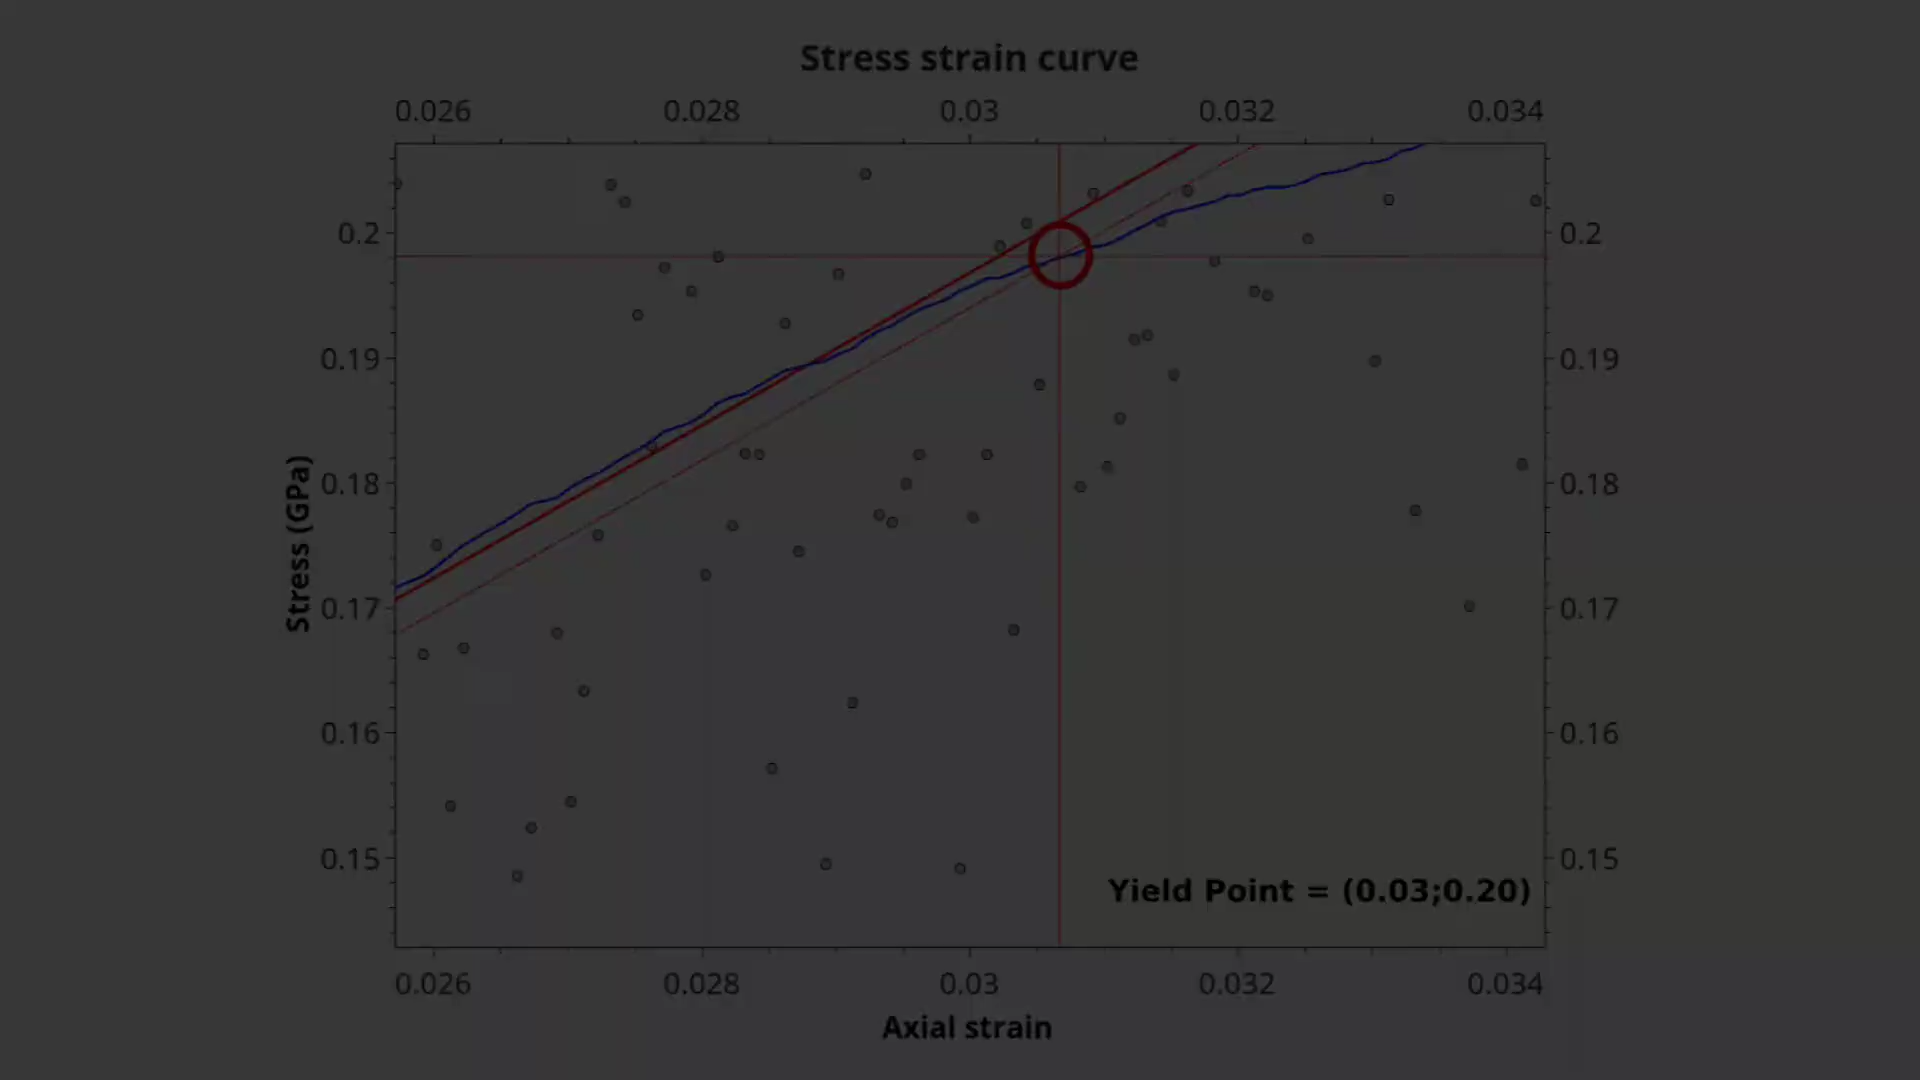 Stress strain curve
0.026 0.028 0.03 0.032 0.034
0.2 0.2
0.19 0.19
0.18 0.18
Stress (GPa)
0.17 0.17
0.16 0.16
0.15 0.15
Yield Point = (0.03;0.20)
0.026 0.028 0.03 0.032 0.034
Axial strain